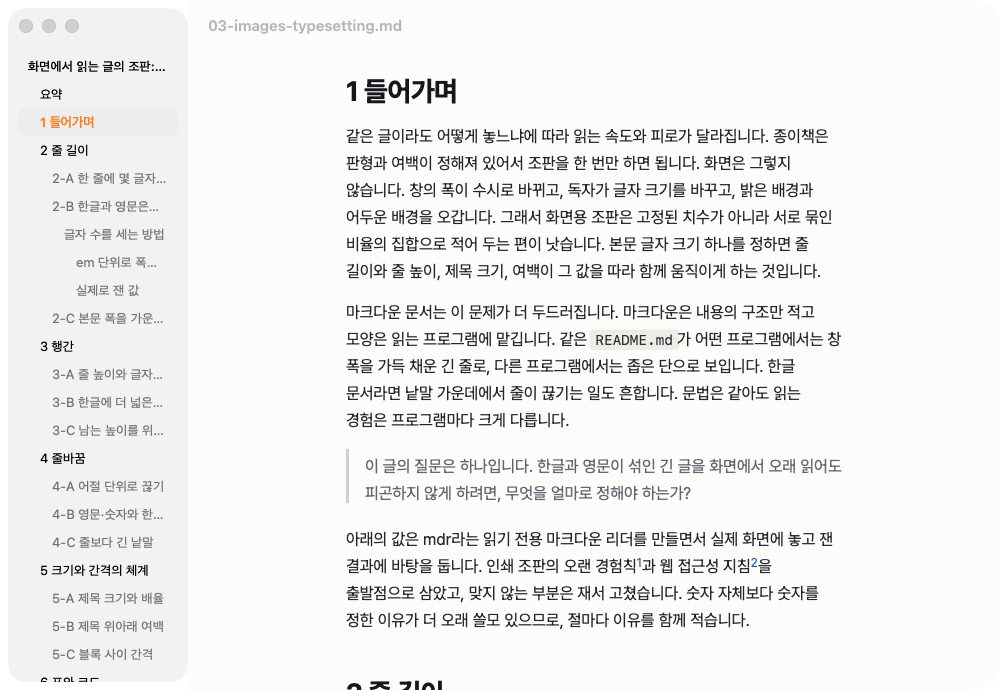 03-images-typesetting.md
화면에서 읽는 글의 조판:...
요약
1 들어가며
2 줄 길이
2-A 한 줄에 몇 글자...
2-B 한글과 영문은...
글자 수를 세는 방법
em 단위로 폭...
실제로 잰 값
2-C 본문 폭을 가운...
3 행간
3-A 줄 높이와 글자...
3-B 한글에 더 넓은...
3-C 남는 높이를 위...
4 줄바꿈
4-A 어절 단위로 끊기
4-B 영문·숫자와 한...
4-C 줄보다 긴 낱말
5 크기와 간격의 체계
5-A 제목 크기와 배율
5-B 제목 위아래 여백
5-C 블록 사이 간격
6 표와 코드
1 들어가며
같은 글이라도 어떻게 놓느냐에 따라 읽는 속도와 피로가 달라집니다. 종이책은
판형과 여백이 정해져 있어서 조판을 한 번만 하면 됩니다. 화면은 그렇지
않습니다. 창의 폭이 수시로 바뀌고, 독자가 글자 크기를 바꾸고, 밝은 배경과
어두운 배경을 오갑니다. 그래서 화면용 조판은 고정된 치수가 아니라 서로 묶인
비율의 집합으로 적어 두는 편이 낫습니다. 본문 글자 크기 하나를 정하면 줄
길이와 줄 높이, 제목 크기, 여백이 그 값을 따라 함께 움직이게 하는 것입니다.
마크다운 문서는 이 문제가 더 두드러집니다. 마크다운은 내용의 구조만 적고
모양은 읽는 프로그램에 맡깁니다. 같은 README.md가 어떤 프로그램에서는 창
폭을 가득 채운 긴 줄로, 다른 프로그램에서는 좁은 단으로 보입니다. 한글
문서라면 낱말 가운데에서 줄이 끊기는 일도 흔합니다. 문법은 같아도 읽는
경험은 프로그램마다 크게 다릅니다.
이 글의 질문은 하나입니다. 한글과 영문이 섞인 긴 글을 화면에서 오래 읽어도
피곤하지 않게 하려면, 무엇을 얼마로 정해야 하는가?
아래의 값은 mdr라는 읽기 전용 마크다운 리더를 만들면서 실제 화면에 놓고 잰
결과에 바탕을 둡니다. 인쇄 조판의 오랜 경험칙1과 웹 접근성 지침2을
출발점으로 삼았고, 맞지 않는 부분은 재서 고쳤습니다. 숫자 자체보다 숫자를
정한 이유가 더 오래 쓸모 있으므로, 절마다 이유를 함께 적습니다.
2 줄 길이